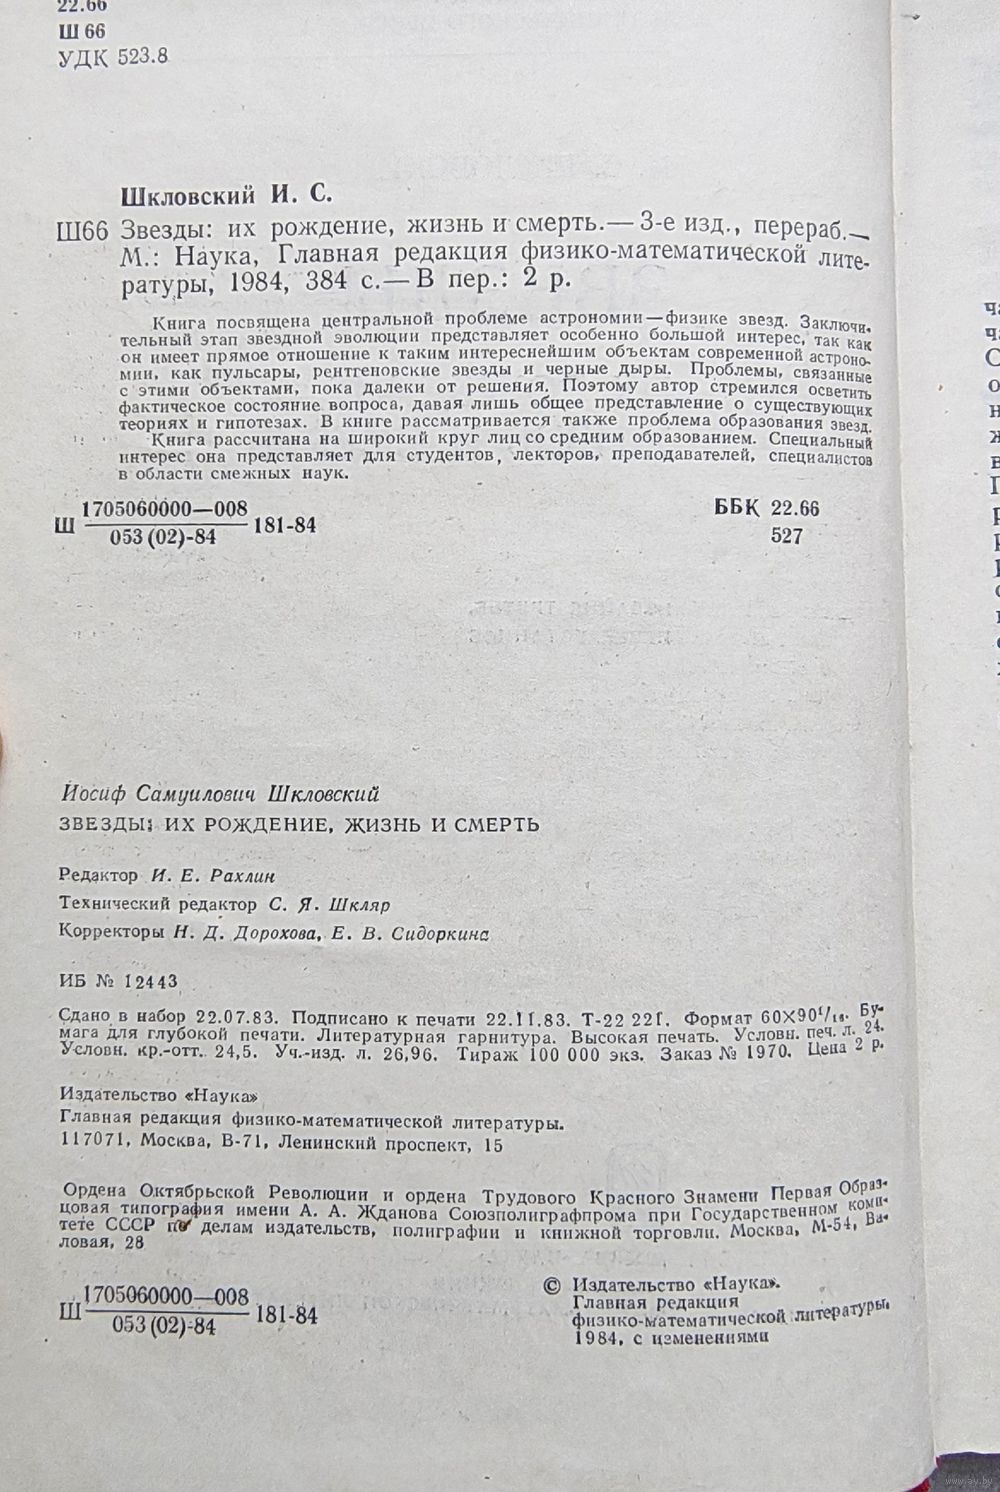 22.66
Ш 66
УДК 523.8
Шкловский И. С.
Ш66 Звезды: их рождение, жизнь и смерть.— 3-е изд., перераб.—
М.: Наука, Главная редакция физико-математической лите-
ратуры, 1984, 384 с.— В пер.: 2 р.
Книга посвящена центральной проблеме астрономии — физике звезд. Заключи-
тельный этап звездной эволюции представляет особенно большой интерес, так как
он имеет прямое отношение к таким интереснейшим объектам современной астроно-
мии, как пульсары, рентгеновские звезды и черные дыры. Проблемы, связанные
с этими объектами, пока далеки от решения. Поэтому автор стремился осветить
фактическое состояние вопроса, давая лишь общее представление о существующих
теориях и гипотезах. В книге рассматривается также проблема образования звезд.
Книга рассчитана на широкий круг лиц со средним образованием. Специальный
интерес она представляет для студентов, лекторов, преподавателей, специалистов
в области смежных наук.
Ш 1705060000—008
053 (02)-84 181-84
ББК 22.66
527
Иосиф Самуилович Шкловский
ЗВЕЗДЫ: ИХ РОЖДЕНИЕ, ЖИЗНЬ И СМЕРТЬ
Редактор И. Е. Рахлин
Технический редактор С. Я. Шкляр
Корректоры Н. Д. Дорохова, Е. В. Сидоркина
ИБ № 12443
Сдано в набор 22.07.83. Подписано к печати 22.11.83. Т-22 221. Формат 60×90¹/₁₆. Бу-
мага для глубокой печати. Литературная гарнитура. Высокая печать. Условн. печ. л. 24.
Условн. кр.-отт. 24,5. Уч.-изд. л. 26,96. Тираж 100 000 экз. Заказ № 1970. Цена 2 р.
Издательство «Наука»
Главная редакция физико-математической литературы.
117071, Москва, В-71, Ленинский проспект, 15
Ордена Октябрьской Революции и ордена Трудового Красного Знамени Первая Образ-
цовая типография имени А. А. Жданова Союзполиграфпрома при Государственном коми-
тете СССР по делам издательств, полиграфии и книжной торговли. Москва, М-54, Ва-
ловая, 28
Ш 1705060000—008
053 (02)-84 181-84
© Издательство «Наука».
Главная редакция
физико-математической литературы,
1984, с изменениями
www.ay.by